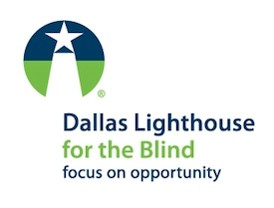 ®
Dallas Lighthouse
for the Blind
focus on opportunity